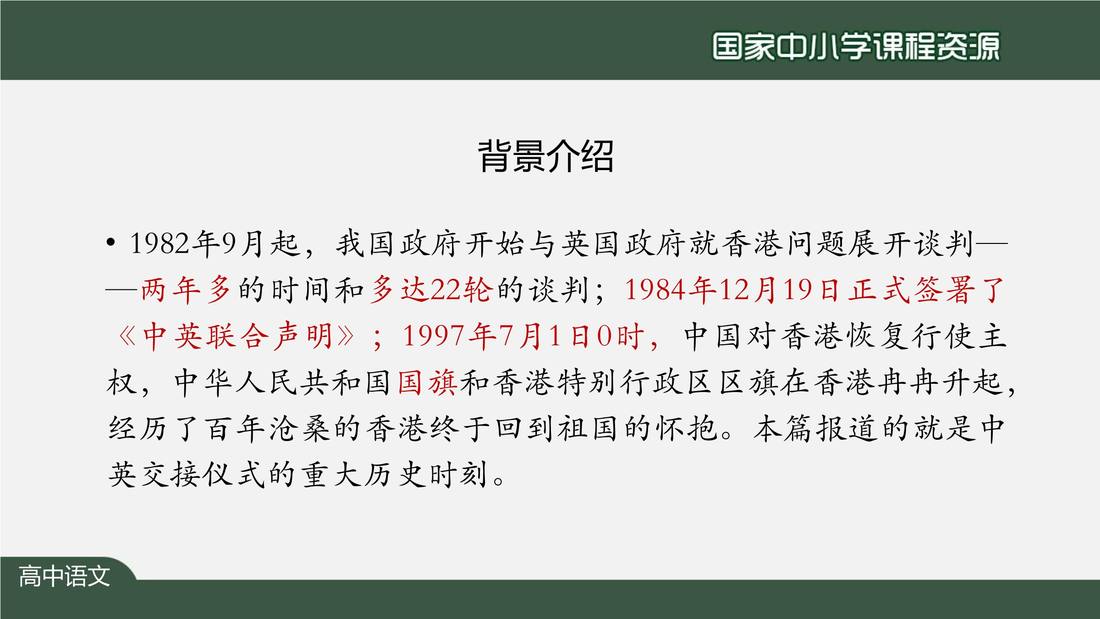 国家中小学课程资源
背景介绍
• 1982年9月起，我国政府开始与英国政府就香港问题展开谈判—
—两年多的时间和多达22轮的谈判；1984年12月19日正式签署了
《中英联合声明》；1997年7月1日0时，中国对香港恢复行使主
权，中华人民共和国国旗和香港特别行政区区旗在香港冉冉升起，
经历了百年沧桑的香港终于回到祖国的怀抱。本篇报道的就是中
英交接仪式的重大历史时刻。
高中语文